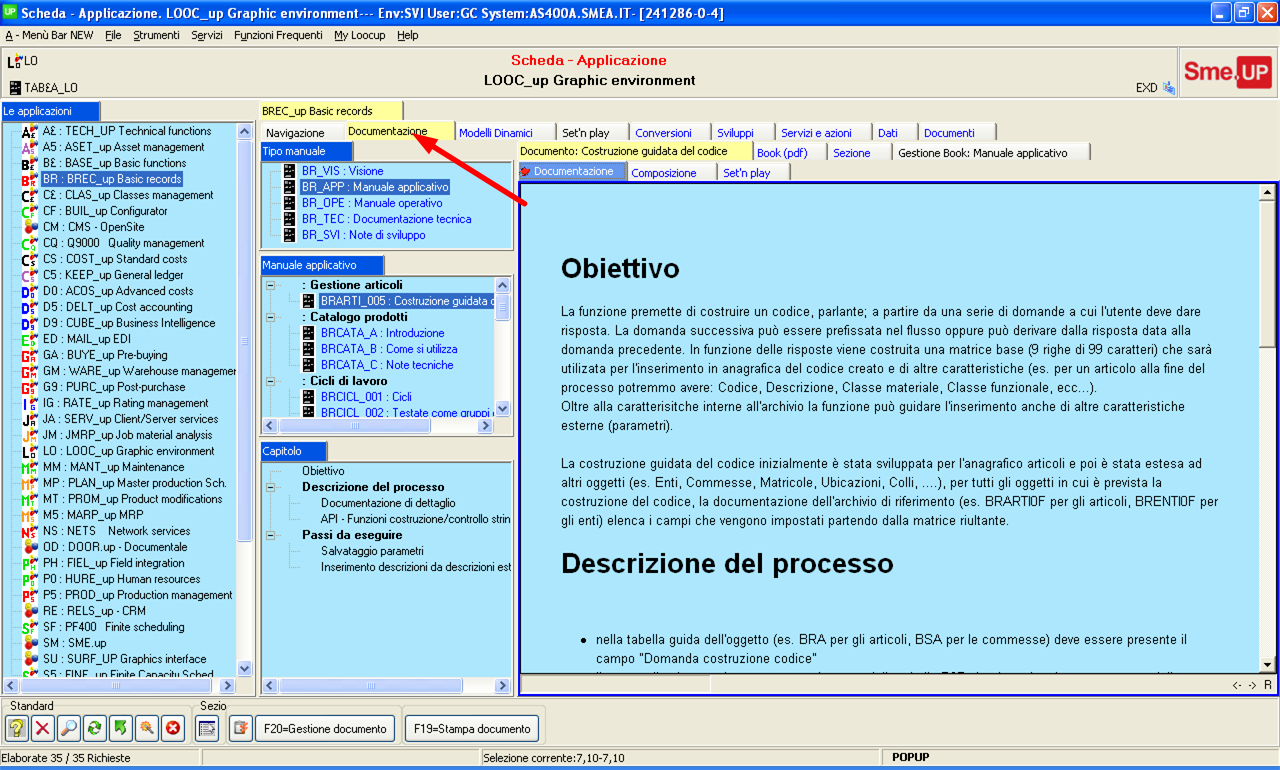 UP Scheda - Applicazione. LOOC_up Graphic environment--- Env:SVI User:GC System:AS400A.SMEA.IT- [241286-0-4]
A - Menù Bar NEW File Strumenti Servizi Funzioni Frequenti My Loocup Help
LO
Scheda - Applicazione
LOOC_up Graphic environment
TAB£A_LO
EXD
Sme.UP
Le applicazioni
A£ : TECH_UP Technical functions
A5 : ASET_up Asset management
B£ : BASE_up Basic functions
BR : BREC_up Basic records
C£ : CLAS_up Classes management
CF : BUIL_up Configurator
CM : CMS - OpenSite
CQ : Q9000 Quality management
CS : COST_up Standard costs
C5 : KEEP_up General ledger
D0 : ACOS_up Advanced costs
D5 : DELT_up Cost accounting
D9 : CUBE_up Business Intelligence
ED : MAIL_up EDI
GA : BUYE_up Pre-buying
GM : WARE_up Warehouse managemer
G9 : PURC_up Post-purchase
IG : RATE_up Rating management
JA : SERV_up Client/Server services
JM : JMRP_up Job material analysis
LO : LOOC_up Graphic environment
MM : MANT_up Maintenance
MP : PLAN_up Master production Sch.
MT : PROM_up Product modifications
M5 : MARP_up MRP
NS : NETS Network services
OD : DOOR.up - Documentale
PH : FIEL_up Field integration
P0 : HURE_up Human resources
P5 : PROD_up Production management
RE : RELS_up - CRM
SF : PF400 Finite scheduling
SM : SME.up
SU : SURF_UP Graphics interface
S5 : FINE_up Finite Capacity Sched
BREC_up Basic records
Navigazione Documentazione Modelli Dinamici Set'n play Conversioni Sviluppi Servizi e azioni Dati Documenti
Tipo manuale
BR_VIS : Visione
BR_APP : Manuale applicativo
BR_OPE : Manuale operativo
BR_TEC : Documentazione tecnica
BR_SVI : Note di sviluppo
Manuale applicativo
: Gestione articoli
BRARTI_005 : Costruzione guidata c
: Catalogo prodotti
BRCATA_A : Introduzione
BRCATA_B : Come si utilizza
BRCATA_C : Note tecniche
: Cicli di lavoro
BRCICL_001 : Cicli
BRCICL_002 : Testate come gruppi
Capitolo
Obiettivo
Descrizione del processo
Documentazione di dettaglio
API - Funzioni costruzione/controllo strin
Passi da eseguire
Salvataggio parametri
Inserimento descrizioni da descrizioni est
Documento: Costruzione guidata del codice Book (pdf) Sezione Gestione Book: Manuale applicativo
Documentazione Composizione Set'n play
Obiettivo
La funzione premette di costruire un codice, parlante; a partire da una serie di domande a cui l'utente deve dare
risposta. La domanda successiva può essere prefissata nel flusso oppure può derivare dalla risposta data alla
domanda precedente. In funzione delle risposte viene costruita una matrice base (9 righe di 99 caratteri) che sarà
utilizzata per l'inserimento in anagrafica del codice creato e di altre caratteristiche (es. per un articolo alla fine del
processo potremmo avere: Codice, Descrizione, Classe materiale, Classe funzionale, ecc...).
Oltre alla caratterisitche interne all'archivio la funzione può guidare l'inserimento anche di altre caratteristiche
esterne (parametri).
La costruzione guidata del codice inizialmente è stata sviluppata per l'anagrafico articoli e poi è stata estesa ad
altri oggetti (es. Enti, Commesse, Matricole, Ubicazioni, Colli, ....), per tutti gli oggetti in cui è prevista la
costruzione del codice, la documentazione dell'archivio di riferimento (es. BRARTI0F per gli articoli, BRENTI0F per
gli enti) elenca i campi che vengono impostati partendo dalla matrice riultante.
Descrizione del processo
• nella tabella guida dell'oggetto (es. BRA per gli articoli, BSA per le commesse) deve essere presente il
campo "Domanda costruzione codice"
<- -> R
Standard Sezio
F20=Gestione documento F19=Stampa documento
Elaborate 35 / 35 Richieste Selezione corrente:7,10-7,10 POPUP